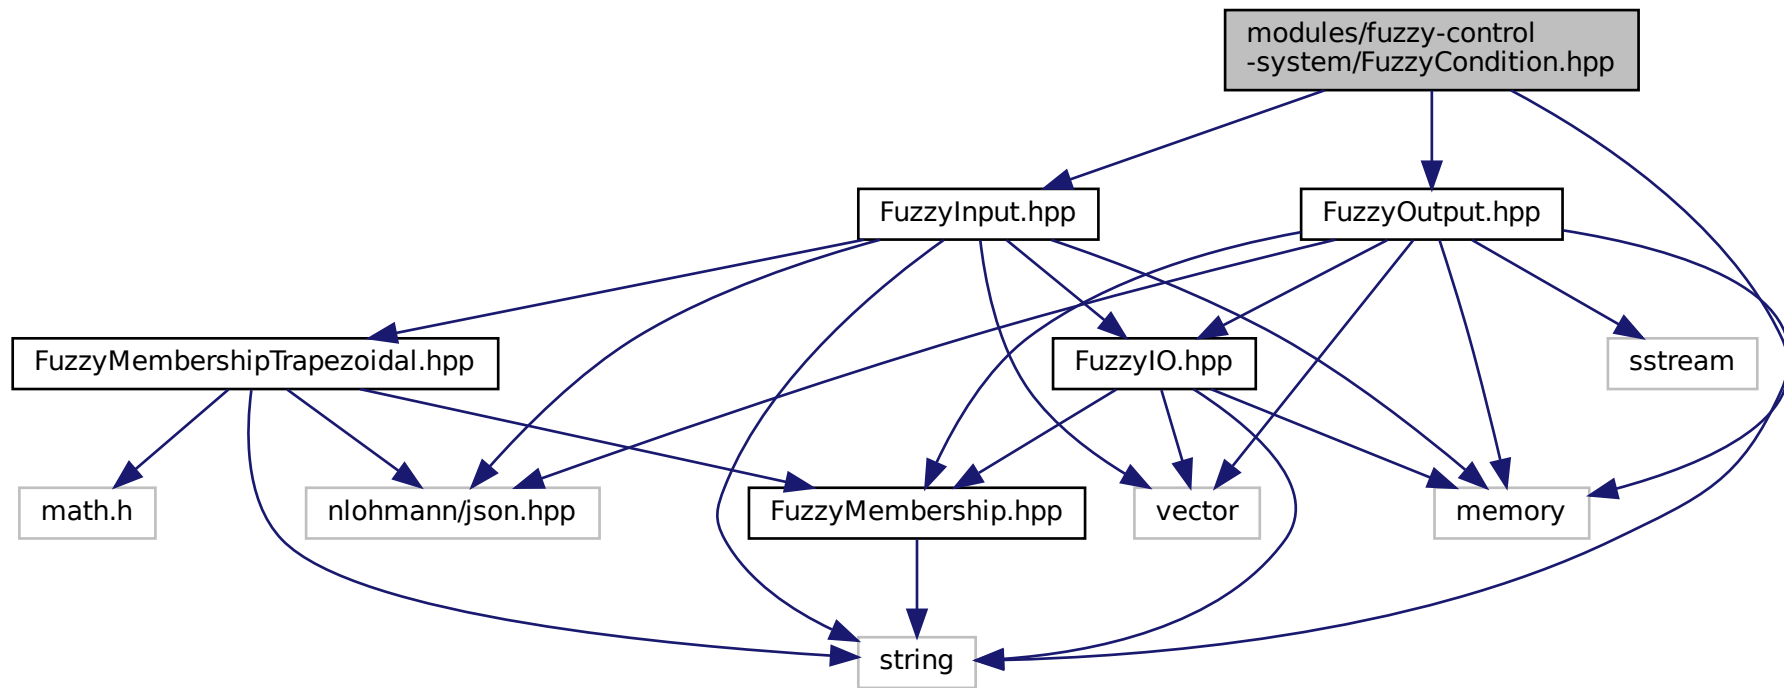 modules/fuzzy-control
-system/FuzzyCondition.hpp
FuzzyInput.hpp
FuzzyOutput.hpp
FuzzyMembershipTrapezoidal.hpp
FuzzyIO.hpp
sstream
math.h
nlohmann/json.hpp
FuzzyMembership.hpp
vector
memory
string